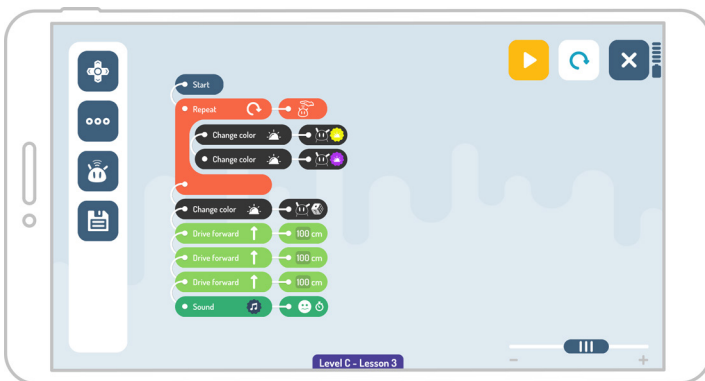 Start
Repeat
Change color
Change color
Change color
Drive forward 100 cm
Drive forward 100 cm
Drive forward 100 cm
Sound
Level C - Lesson 3